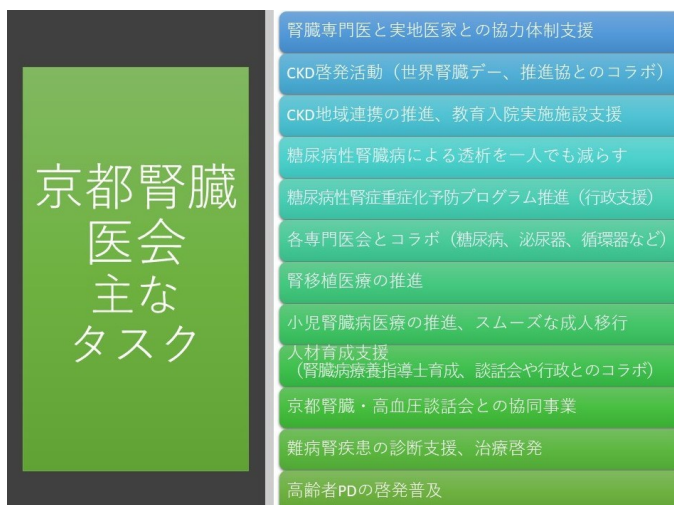 京都腎臓
医会
主な
タスク
腎臓専門医と実地医家との協力体制支援
CKD啓発活動（世界腎臓デー、推進協とのコラボ）
CKD地域連携の推進、教育入院実施施設支援
糖尿病性腎臓病による透析を一人でも減らす
糖尿病性腎症重症化予防プログラム推進（行政支援）
各専門医会とコラボ（糖尿病、泌尿器、循環器など）
腎移植医療の推進
小児腎臓病医療の推進、スムーズな成人移行
人材育成支援
（腎臓病療養指導士育成、談話会や行政とのコラボ）
京都腎臓・高血圧談話会との協同事業
難病腎疾患の診断支援、治療啓発
高齢者PDの啓発普及